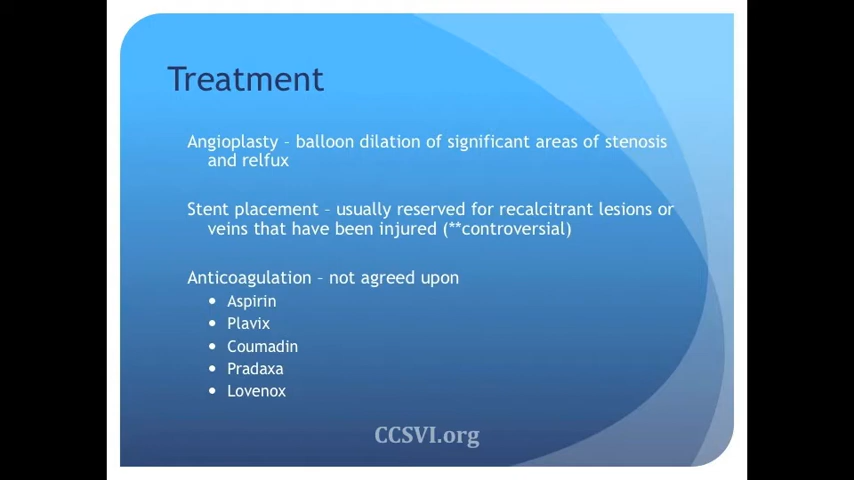 Treatment
Angioplasty – balloon dilation of significant areas of stenosis
and relfux
Stent placement – usually reserved for recalcitrant lesions or
veins that have been injured (**controversial)
Anticoagulation – not agreed upon
• Aspirin
• Plavix
• Coumadin
• Pradaxa
• Lovenox
CCSVI.org